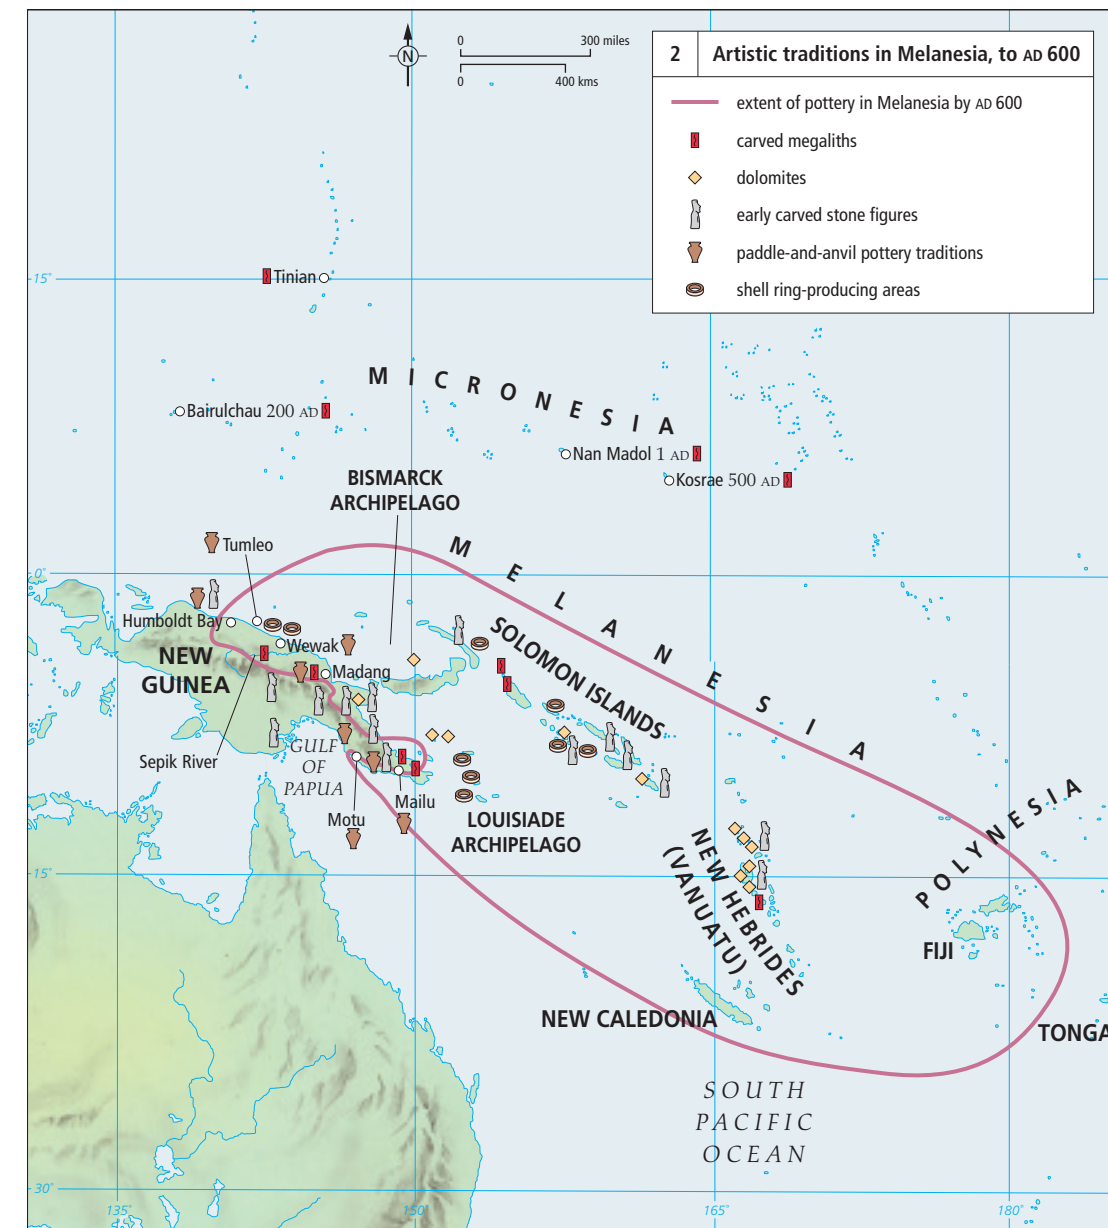 N
0 300 miles
0 400 kms
2 Artistic traditions in Melanesia, to AD 600
extent of pottery in Melanesia by AD 600
carved megaliths
dolomites
early carved stone figures
paddle-and-anvil pottery traditions
shell ring-producing areas
15°
Tinian
MICRONESIA
Bairulchau 200 AD
Nan Madol 1 AD
Kosrae 500 AD
BISMARCK
ARCHIPELAGO
MELANESIA
Tumleo
0°
Humboldt Bay
Wewak
NEW
GUINEA
Madang
SOLOMON ISLANDS
Sepik River
GULF
OF
PAPUA
Motu
Mailu
LOUISIADE
ARCHIPELAGO
POLYNESIA
NEW HEBRIDES
(VANUATU)
15°
FIJI
NEW CALEDONIA
TONGA
SOUTH
PACIFIC
OCEAN
30°
135° 150° 165° 180°